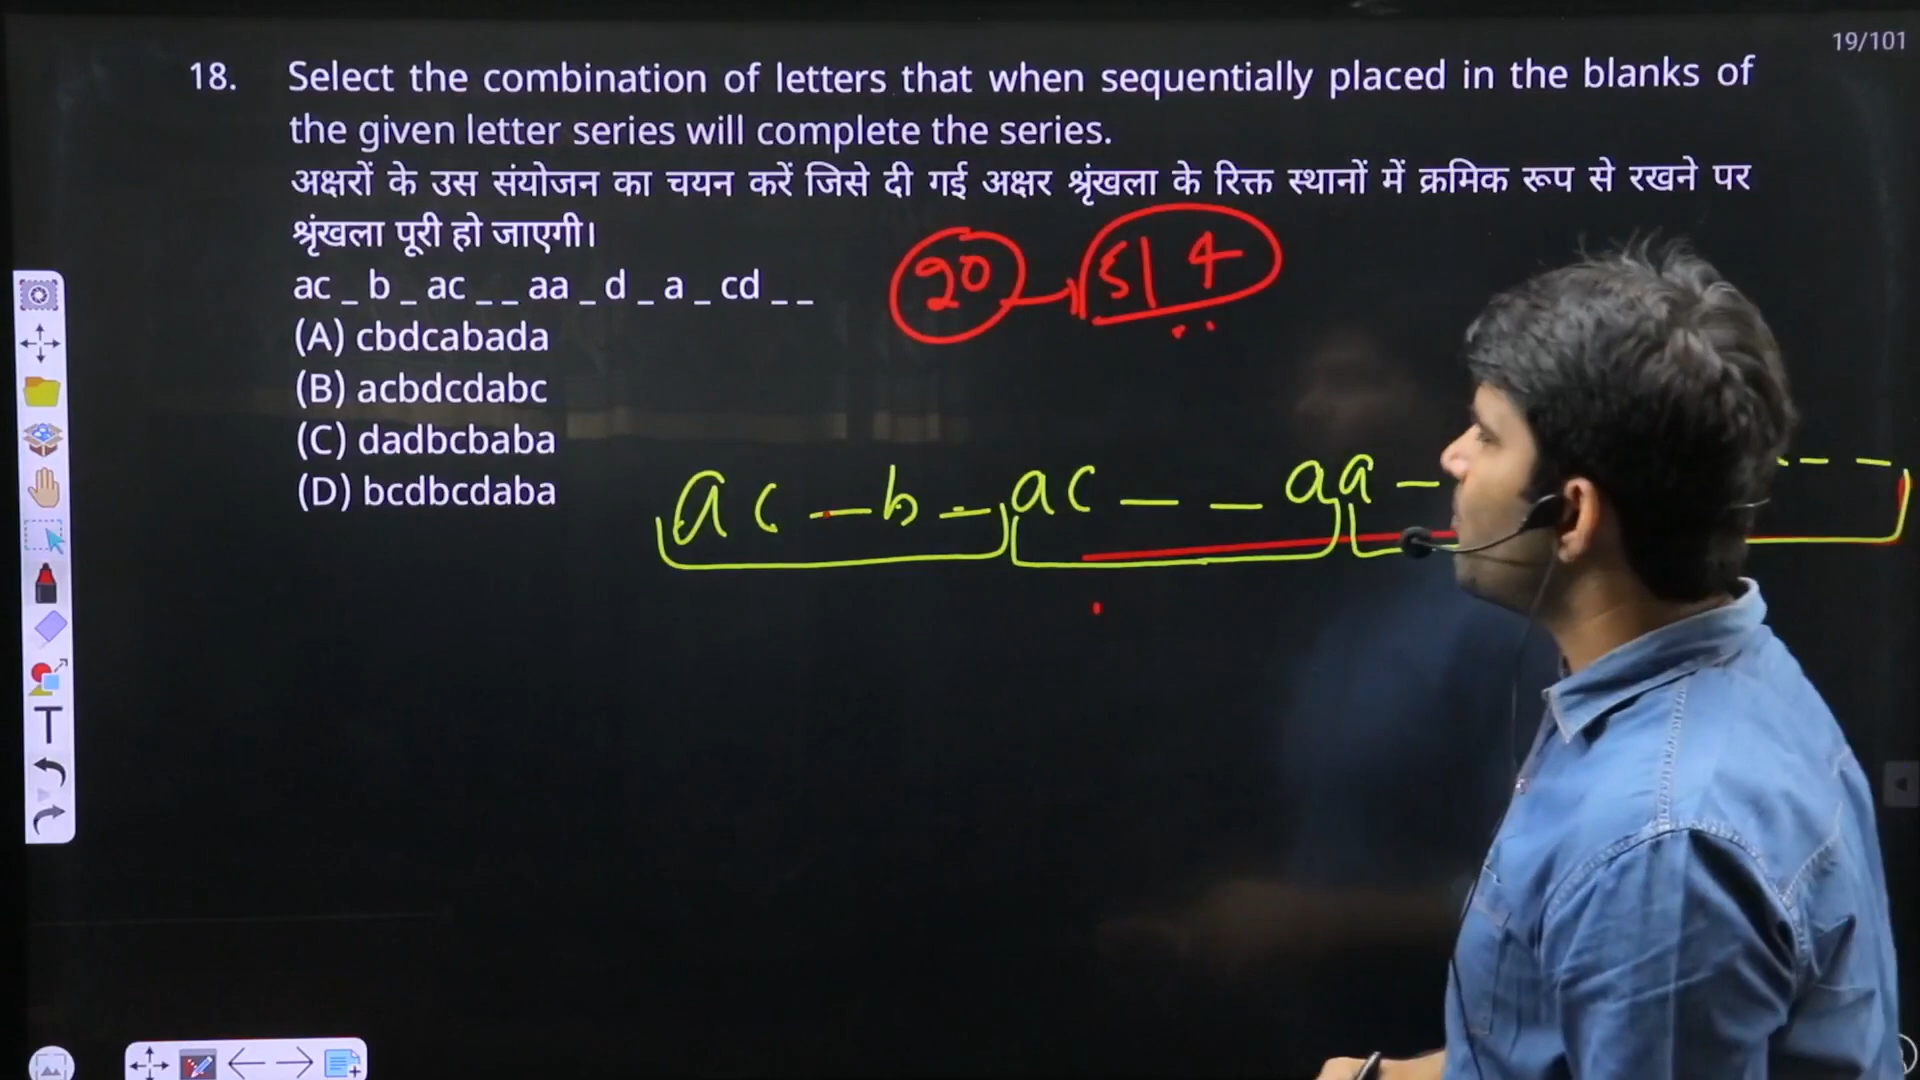 19/101
18. Select the combination of letters that when sequentially placed in the blanks of
the given letter series will complete the series.
अक्षरों के उस संयोजन का चयन करें जिसे दी गई अक्षर श्रृंखला के रिक्त स्थानों में क्रमिक रूप से रखने पर
श्रृंखला पूरी हो जाएगी।
ac _ b _ ac _ _ aa _ d _ a _ cd _ _
20 5|4
(A) cbdcabada
(B) acbdcdabc
(C) dadbcbaba
(D) bcdbcdaba
ac _ b _ ac _ _ aa _ _ _ _
T